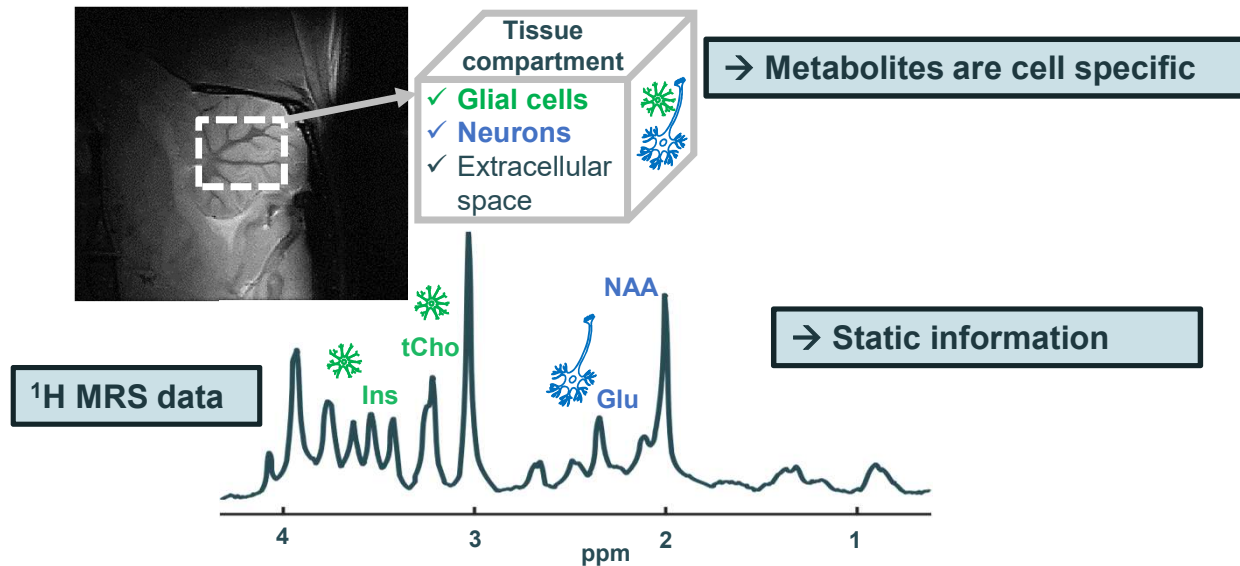 Tissue
compartment
✓ Glial cells
✓ Neurons
✓ Extracellular
space
→ Metabolites are cell specific
NAA
tCho
→ Static information
¹H MRS data
Ins
Glu
4
3
2
1
ppm